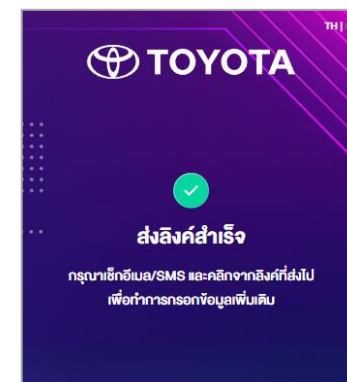 TH |
TOYOTA
ส่งลิงค์สำเร็จ
กรุณาเช็กอีเมล/SMS และคลิกจากลิงค์ที่ส่งไป
เพื่อทำการกรอกข้อมูลเพิ่มเติม